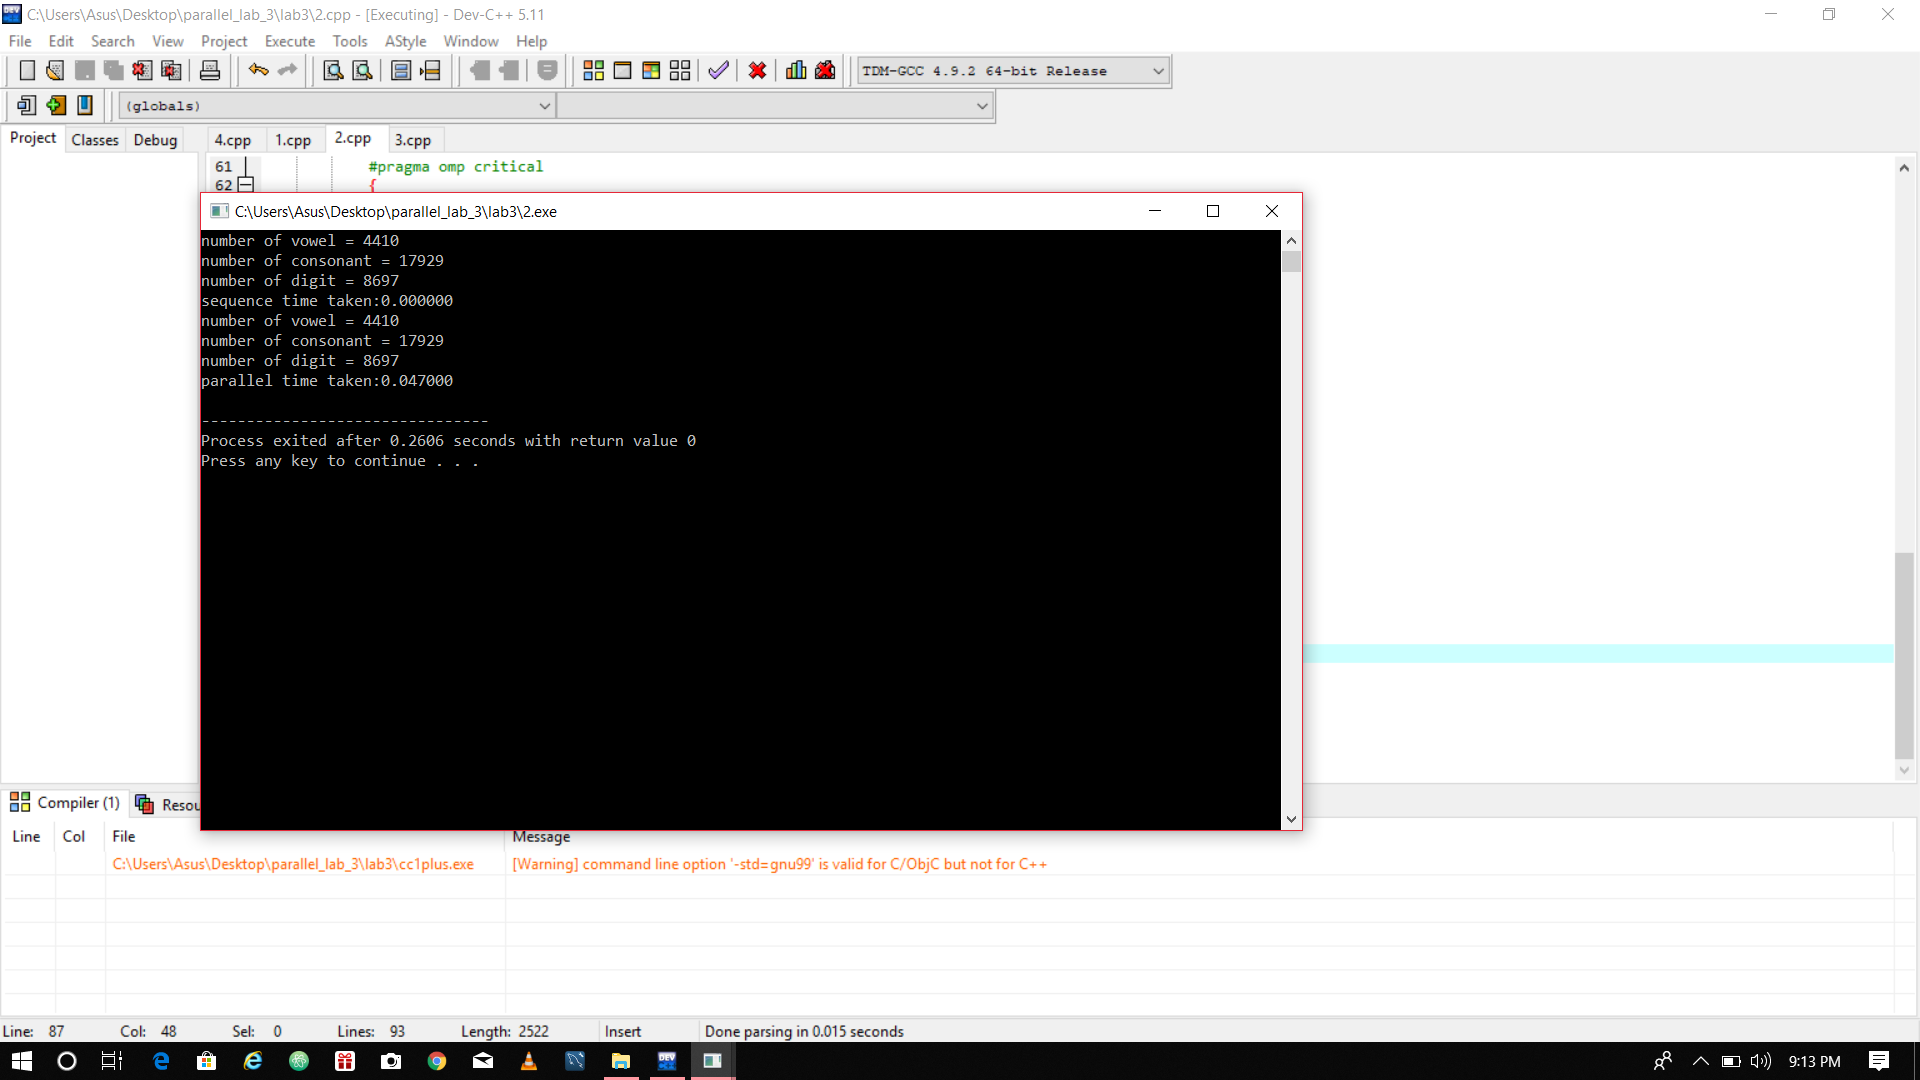 C:\Users\Asus\Desktop\parallel_lab_3\lab3\2.cpp - [Executing] - Dev-C++ 5.11
File Edit Search View Project Execute Tools AStyle Window Help
TDM-GCC 4.9.2 64-bit Release
(globals)
Project Classes Debug 4.cpp 1.cpp 2.cpp 3.cpp
61 #pragma omp critical
62 {
C:\Users\Asus\Desktop\parallel_lab_3\lab3\2.exe
number of vowel = 4410
number of consonant = 17929
number of digit = 8697
sequence time taken:0.000000
number of vowel = 4410
number of consonant = 17929
number of digit = 8697
parallel time taken:0.047000
--------------------------------
Process exited after 0.2606 seconds with return value 0
Press any key to continue . . .
Compiler (1) Resou
Line Col File Message
C:\Users\Asus\Desktop\parallel_lab_3\lab3\cc1plus.exe [Warning] command line option '-std=gnu99' is valid for C/ObjC but not for C++
Line: 87 Col: 48 Sel: 0 Lines: 93 Length: 2522 Insert Done parsing in 0.015 seconds
9:13 PM